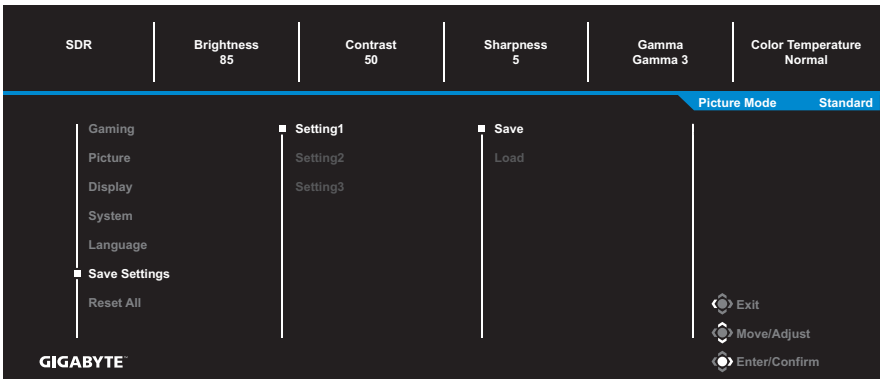 SDR
Brightness
85
Contrast
50
Sharpness
5
Gamma
Gamma 3
Color Temperature
Normal
Picture Mode Standard
Gaming
Picture
Display
System
Language
Save Settings
Reset All
Setting1
Setting2
Setting3
Save
Load
Exit
Move/Adjust
Enter/Confirm
GIGABYTE™